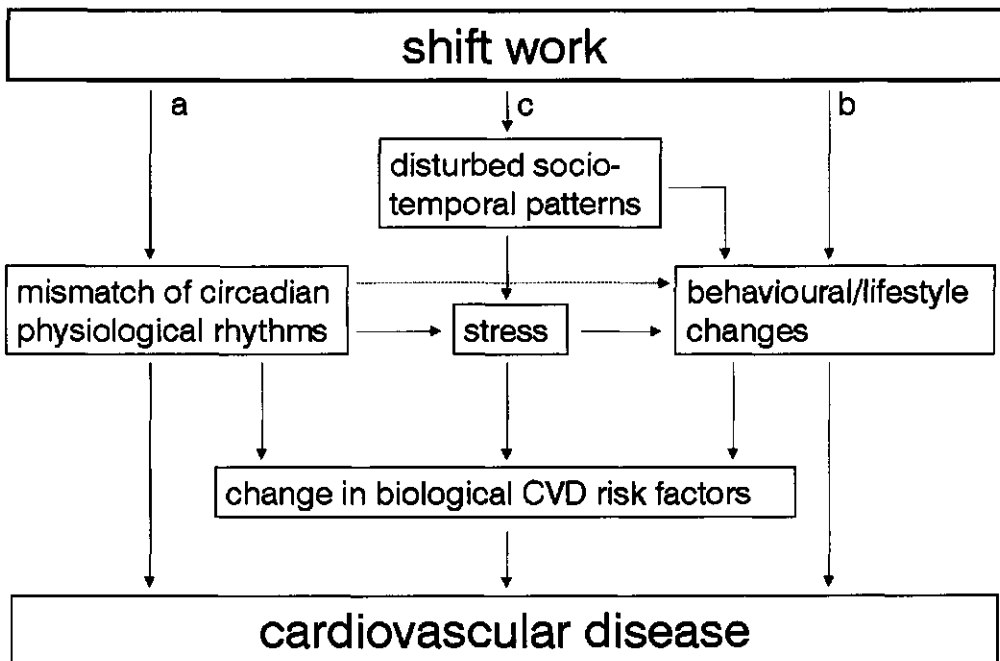 shift work
a
c
b
disturbed socio-
temporal patterns
mismatch of circadian
physiological rhythms
stress
behavioural/lifestyle
changes
change in biological CVD risk factors
cardiovascular disease